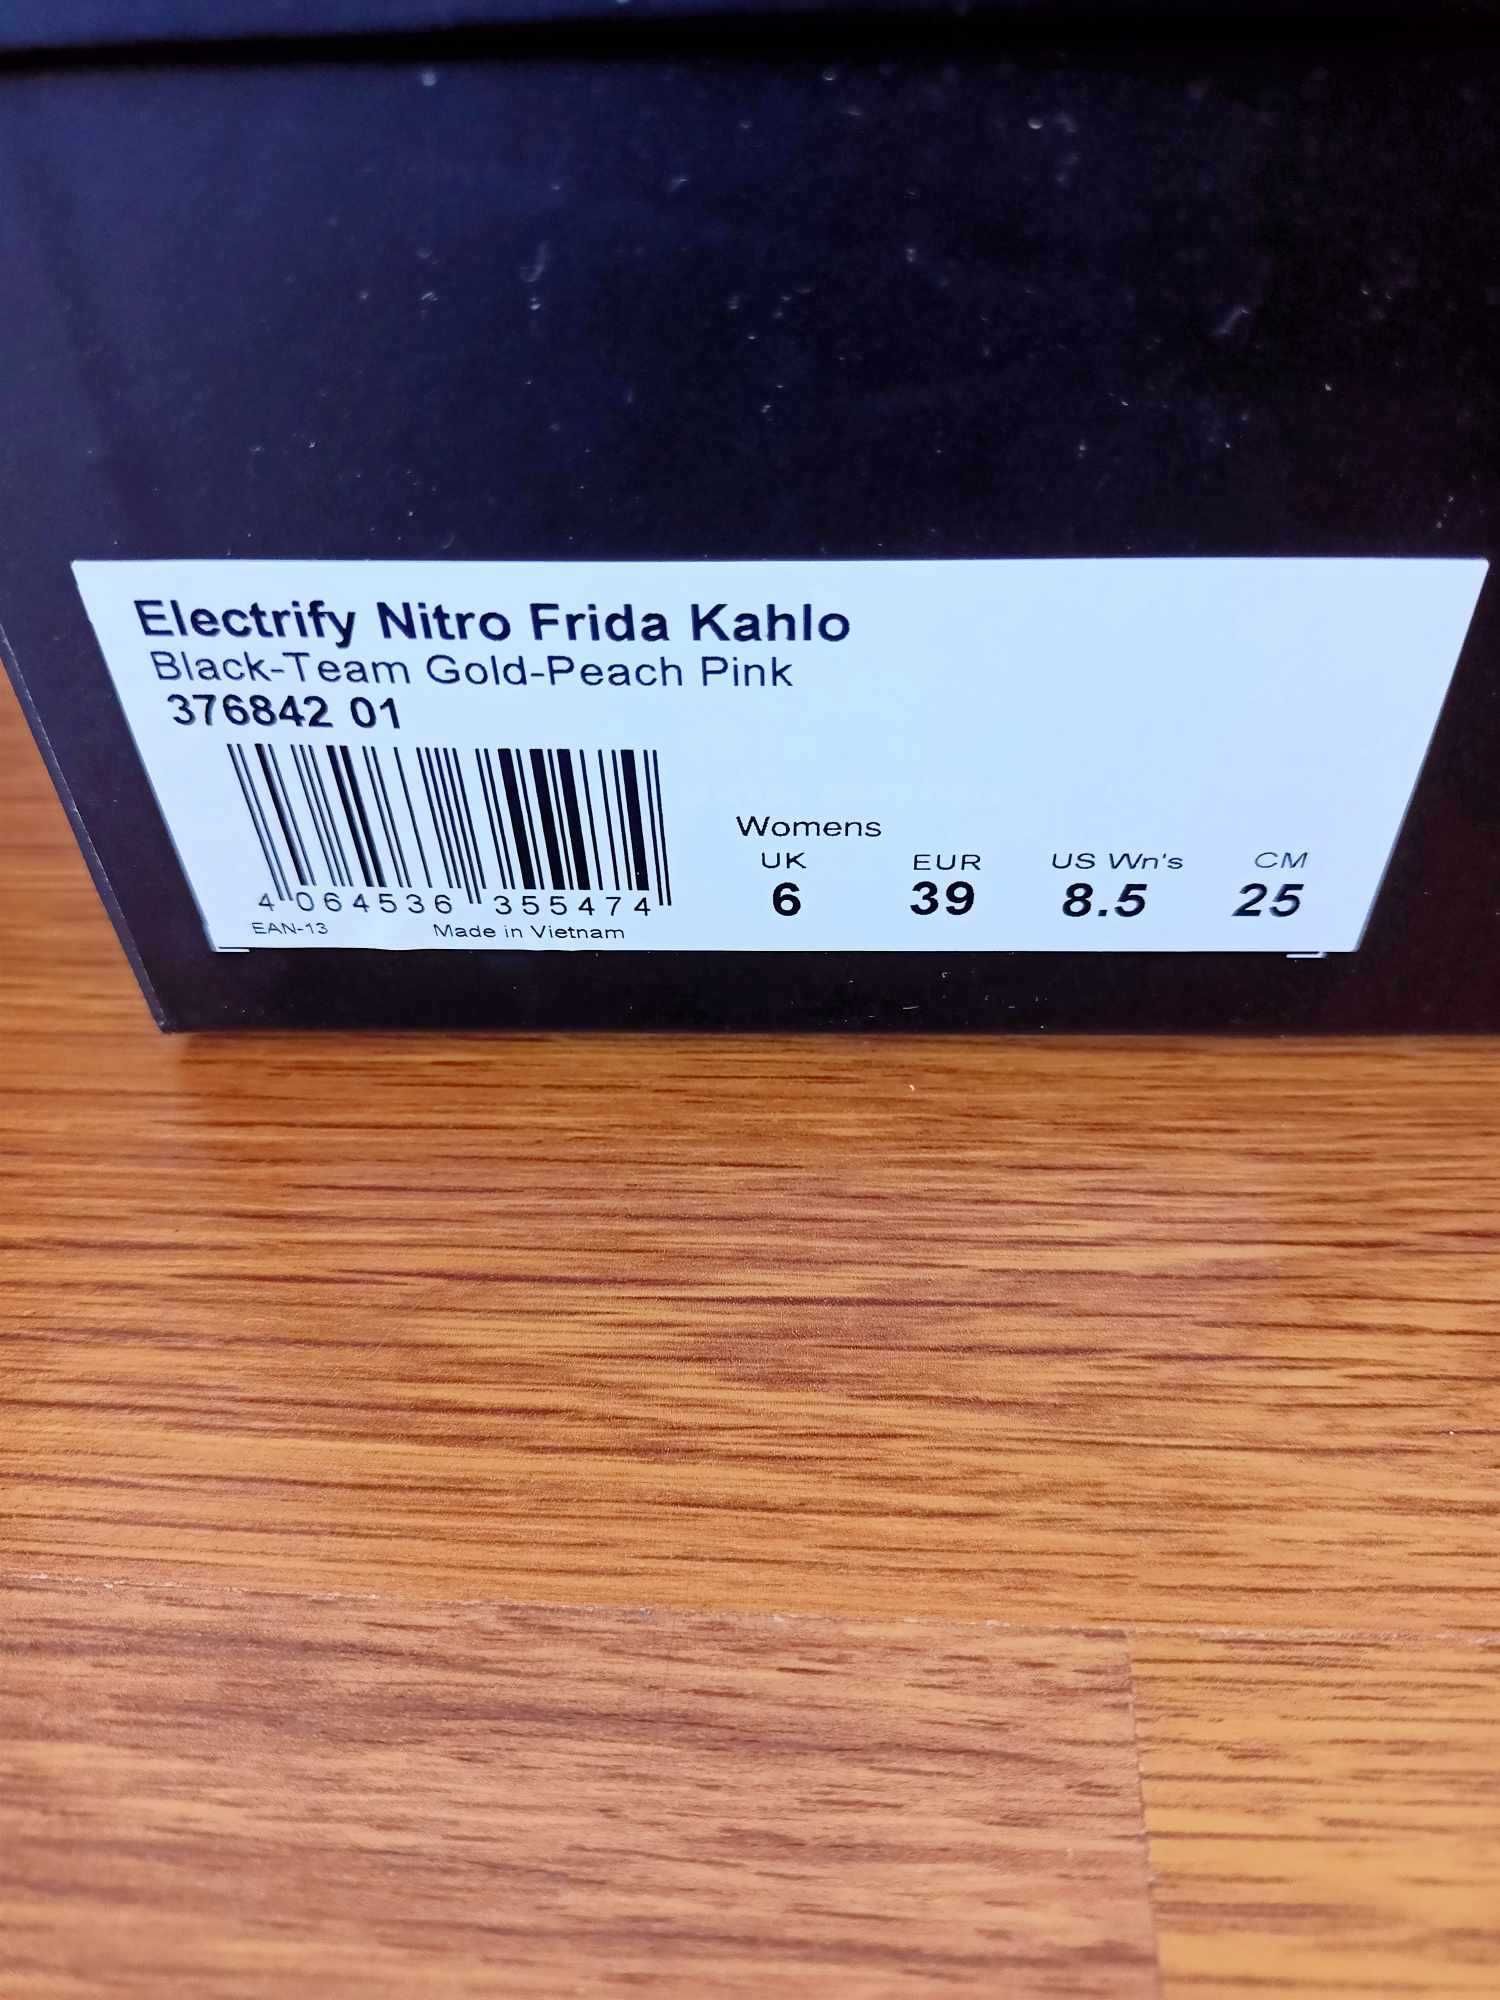 Electrify Nitro Frida Kahlo
Black-Team Gold-Peach Pink
376842 01
4 064536 355474
EAN-13
Made in Vietnam
Womens
UK EUR US Wn's CM
6 39 8.5 25